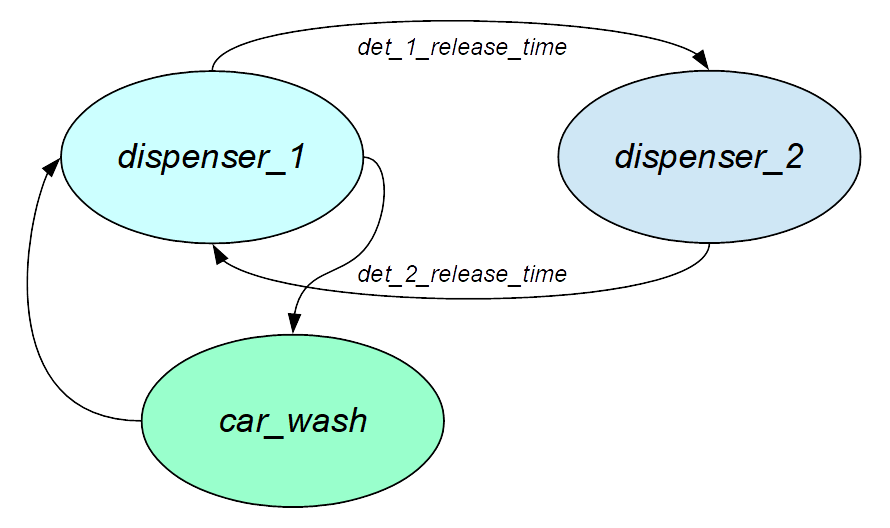 det_1_release_time
dispenser_1
dispenser_2
det_2_release_time
car_wash